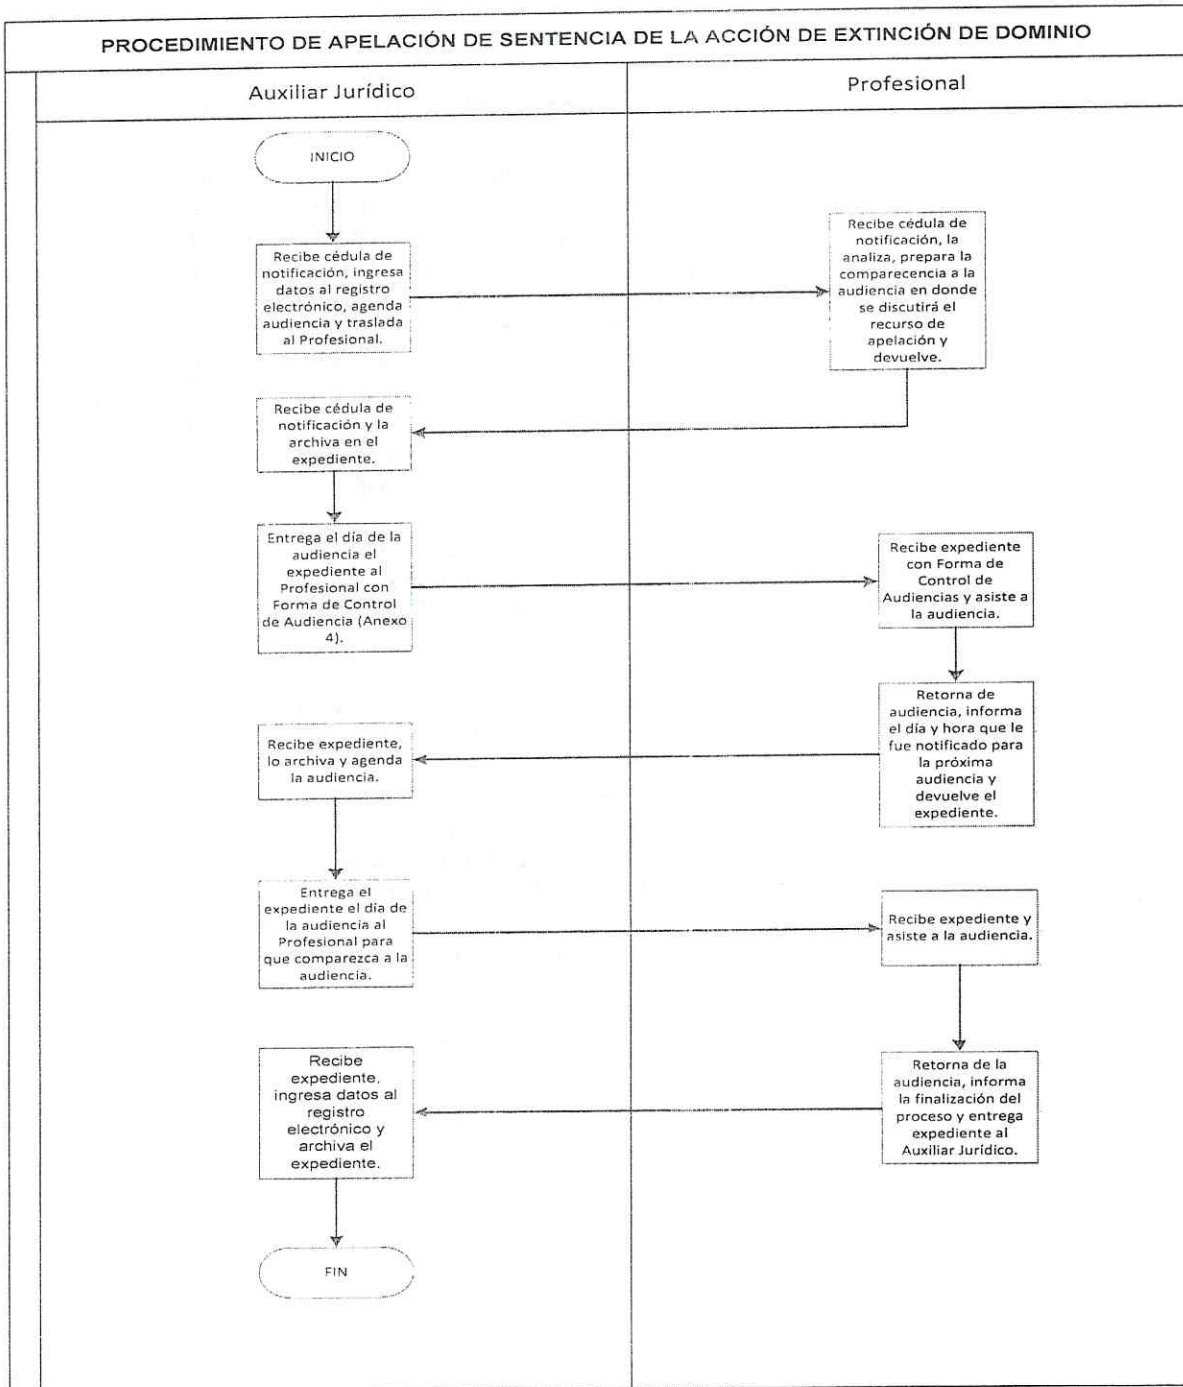 PROCEDIMIENTO DE APELACIÓN DE SENTENCIA DE LA ACCIÓN DE EXTINCIÓN DE DOMINIO
Auxiliar Jurídico
Profesional
INICIO
Recibe cédula de
notificación, ingresa
datos al registro
electrónico, agenda
audiencia y traslada
al Profesional.
Recibe cédula de
notificación, la
analiza, prepara la
comparecencia a la
audiencia en donde
se discutirá el
recurso de
apelación y
devuelve.
Recibe cédula de
notificación y la
archiva en el
expediente.
Entrega el día de la
audiencia el
expediente al
Profesional con
Forma de Control
de Audiencia (Anexo
4).
Recibe expediente
con Forma de
Control de
Audiencias y asiste a
la audiencia.
Retorna de
audiencia, informa
el día y hora que le
fue notificado para
la próxima
audiencia y
devuelve el
expediente.
Recibe expediente,
lo archiva y agenda
la audiencia.
Entrega el
expediente el día de
la audiencia al
Profesional para
que comparezca a la
audiencia.
Recibe expediente y
asiste a la audiencia.
Retorna de la
audiencia, informa
la finalización del
proceso y entrega
expediente al
Auxiliar Jurídico.
Recibe
expediente,
ingresa datos al
registro
electrónico y
archiva el
expediente.
FIN